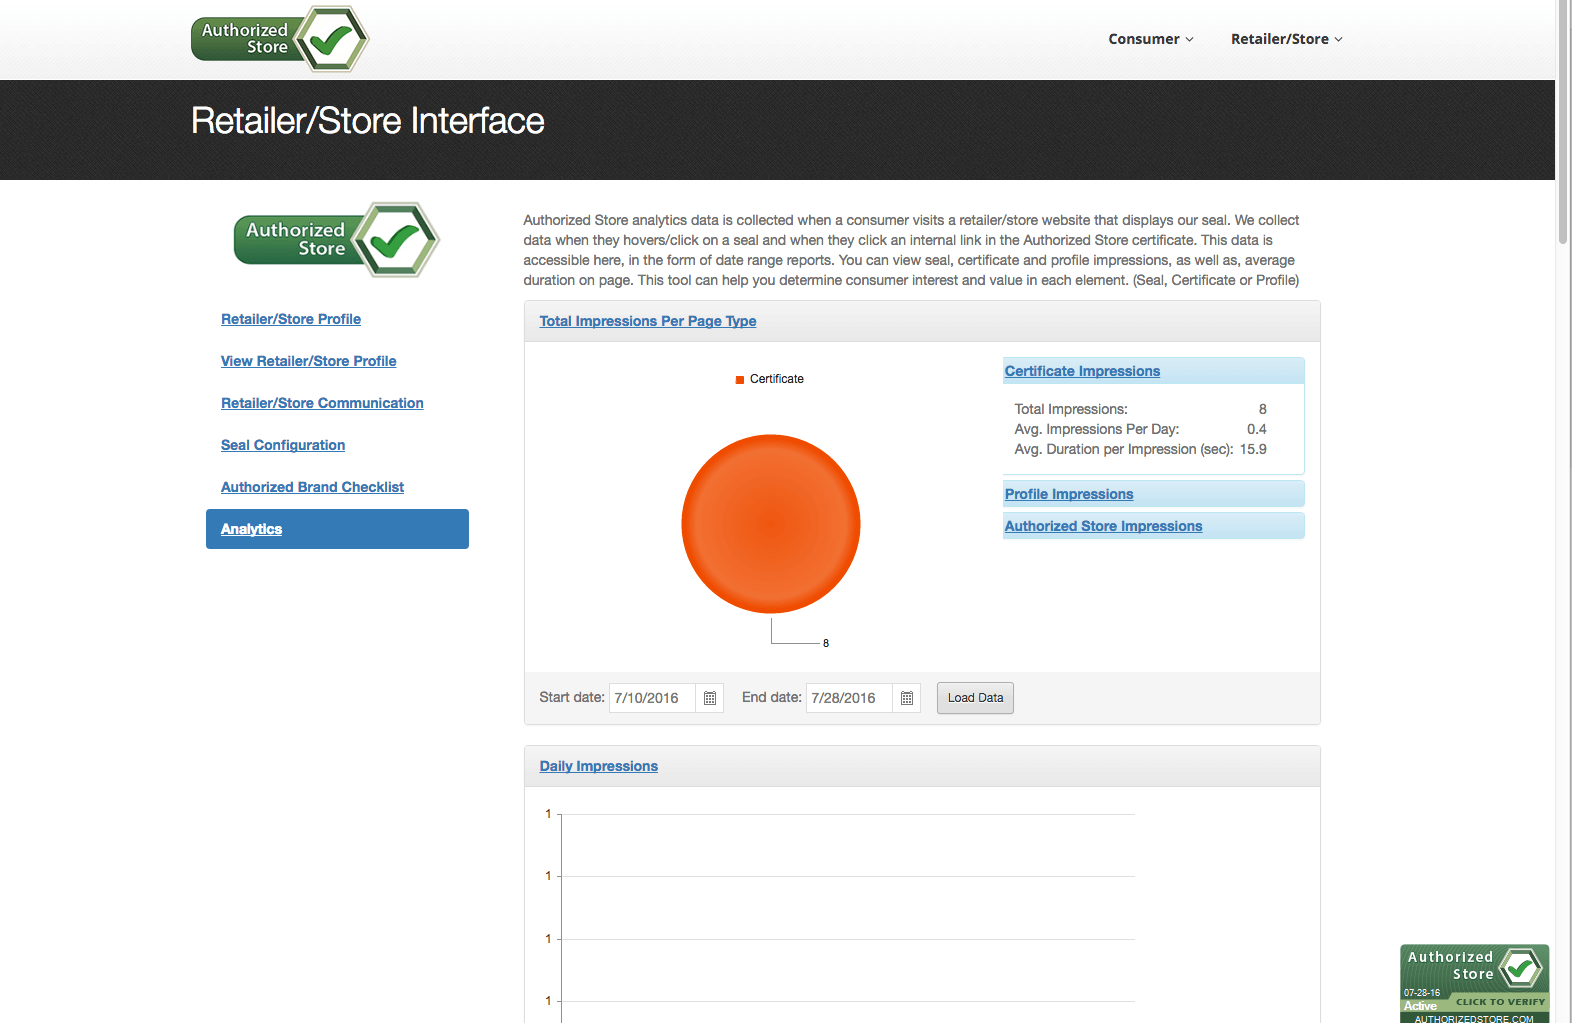 Authorized
Store
Consumer
Retailer/Store
Retailer/Store Interface
Authorized
Store
Retailer/Store Profile
View Retailer/Store Profile
Retailer/Store Communication
Seal Configuration
Authorized Brand Checklist
Analytics
Authorized Store analytics data is collected when a consumer visits a retailer/store website that displays our seal. We collect
data when they hovers/click on a seal and when they click an internal link in the Authorized Store certificate. This data is
accessible here, in the form of date range reports. You can view seal, certificate and profile impressions, as well as, average
duration on page. This tool can help you determine consumer interest and value in each element. (Seal, Certificate or Profile)
Total Impressions Per Page Type
Certificate
8
Certificate Impressions
Total Impressions: 8
Avg. Impressions Per Day: 0.4
Avg. Duration per Impression (sec): 15.9
Profile Impressions
Authorized Store Impressions
Start date: 7/10/2016 End date: 7/28/2016 Load Data
Daily Impressions
1
1
1
1
Authorized
Store
07-28-16
Active CLICK TO VERIFY
AUTHORIZEDSTORE.COM